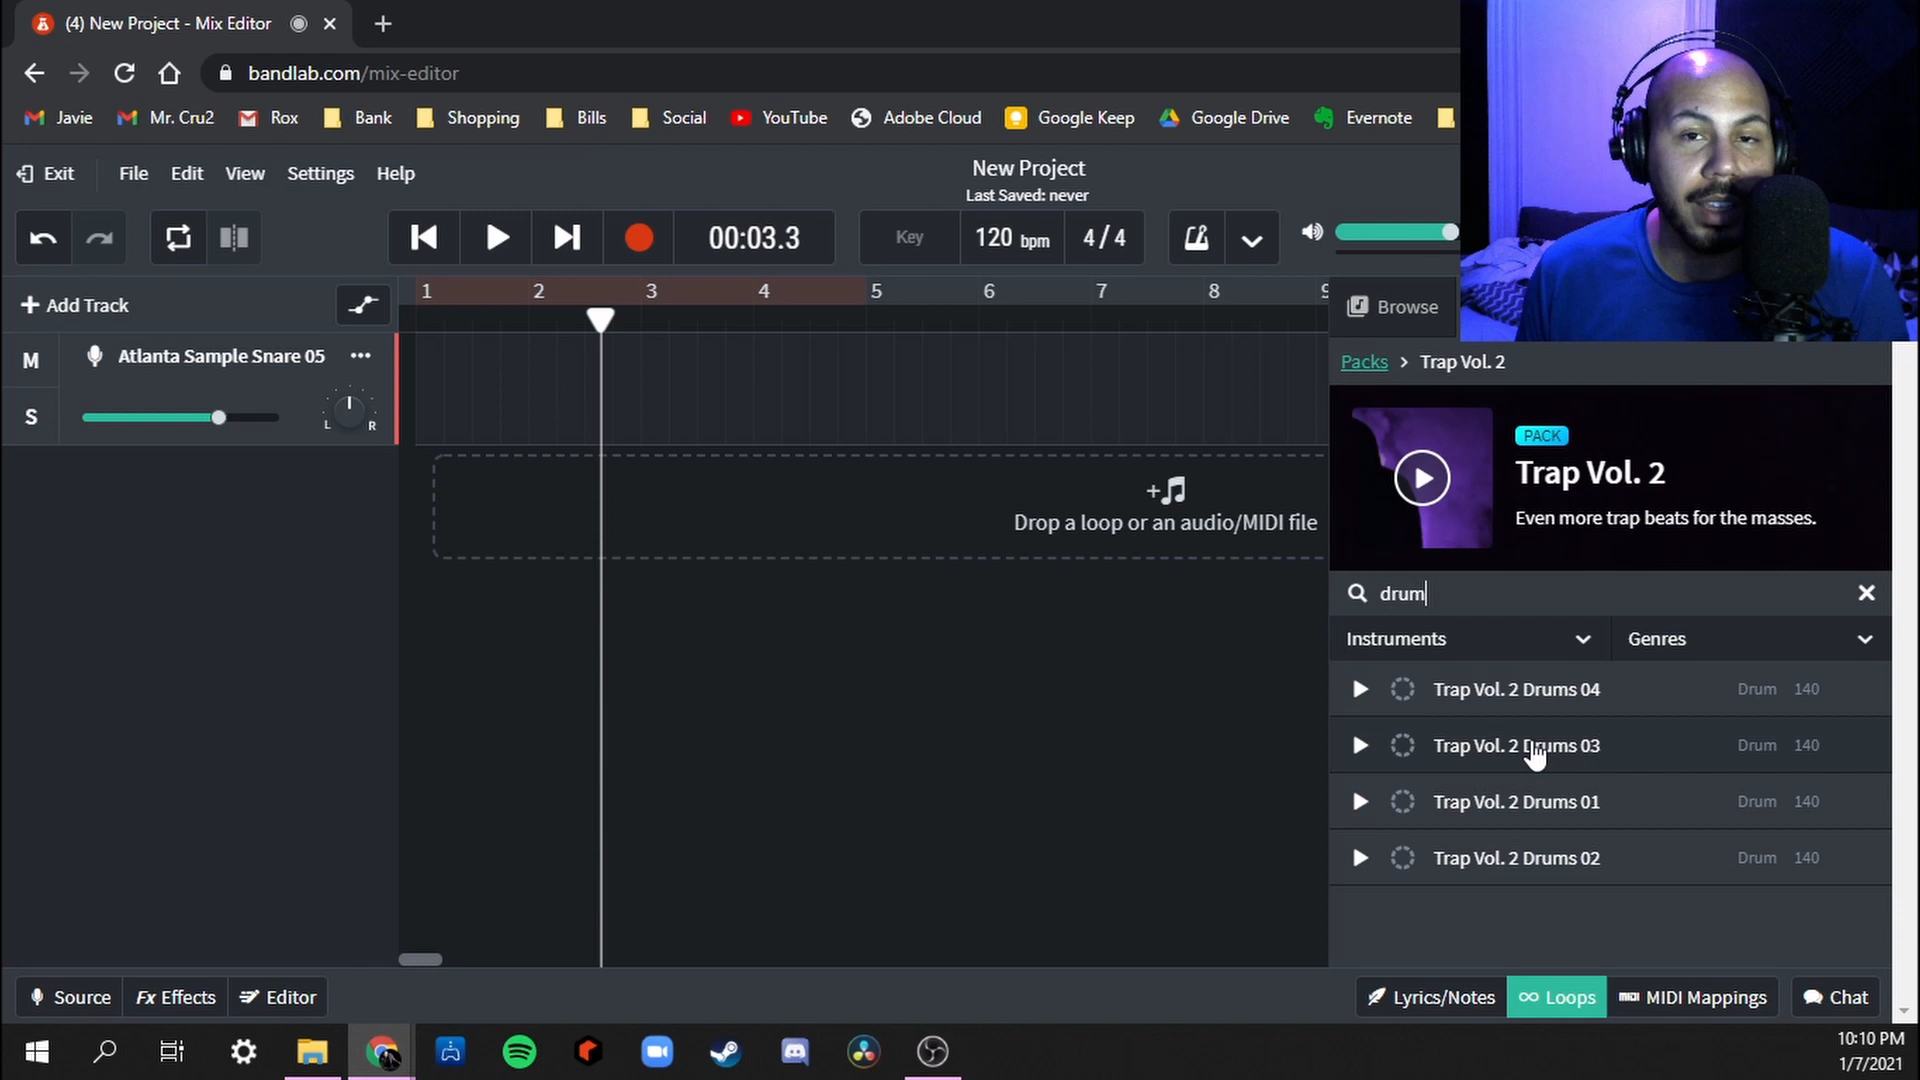 (4) New Project - Mix Editor
bandlab.com/mix-editor
Javie Mr. Cru2 Rox Bank Shopping Bills Social YouTube Adobe Cloud Google Keep Google Drive Evernote
Exit File Edit View Settings Help
New Project
Last Saved: never
00:03.3 Key 120 bpm 4/4
+ Add Track
1 2 3 4 5 6 7 8 9
Browse
M Atlanta Sample Snare 05
S L R
Packs > Trap Vol. 2
PACK
Trap Vol. 2
Even more trap beats for the masses.
Drop a loop or an audio/MIDI file
drum
Instruments Genres
Trap Vol. 2 Drums 04 Drum 140
Trap Vol. 2 Drums 03 Drum 140
Trap Vol. 2 Drums 01 Drum 140
Trap Vol. 2 Drums 02 Drum 140
Source Fx Effects Editor Lyrics/Notes Loops MIDI MIDI Mappings Chat
10:10 PM
1/7/2021